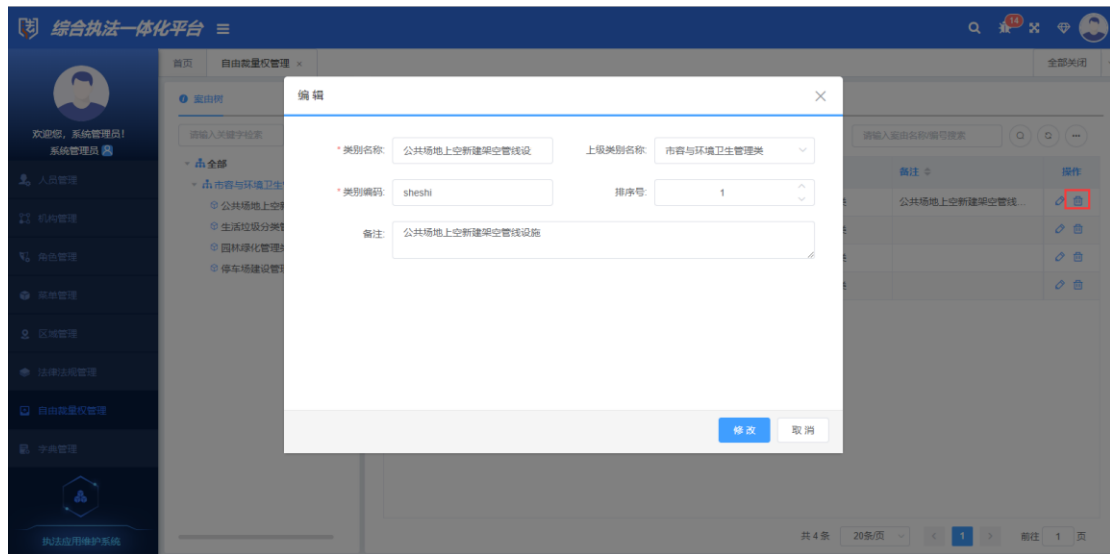 综合执法一体化平台
14
首页
自由裁量权管理 ×
全部关闭
欢迎您，系统管理员！
系统管理员
人员管理
机构管理
角色管理
菜单管理
区域管理
法律法规管理
自由裁量权管理
字典管理
执法应用维护系统
案由树
请输入关键字检索
全部
市容与环境卫生
公共场地上空
生活垃圾分类
园林绿化管理
停车场建设管
请输入案由名称/编号搜索
备注
操作
公共场地上空新建架空管线...
编辑
* 类别名称:
公共场地上空新建架空管线设
上级类别名称:
市容与环境卫生管理类
* 类别编码:
sheshi
排序号:
1
备注:
公共场地上空新建架空管线设施
修改
取消
共 4 条
20条/页
1
前往
1
页